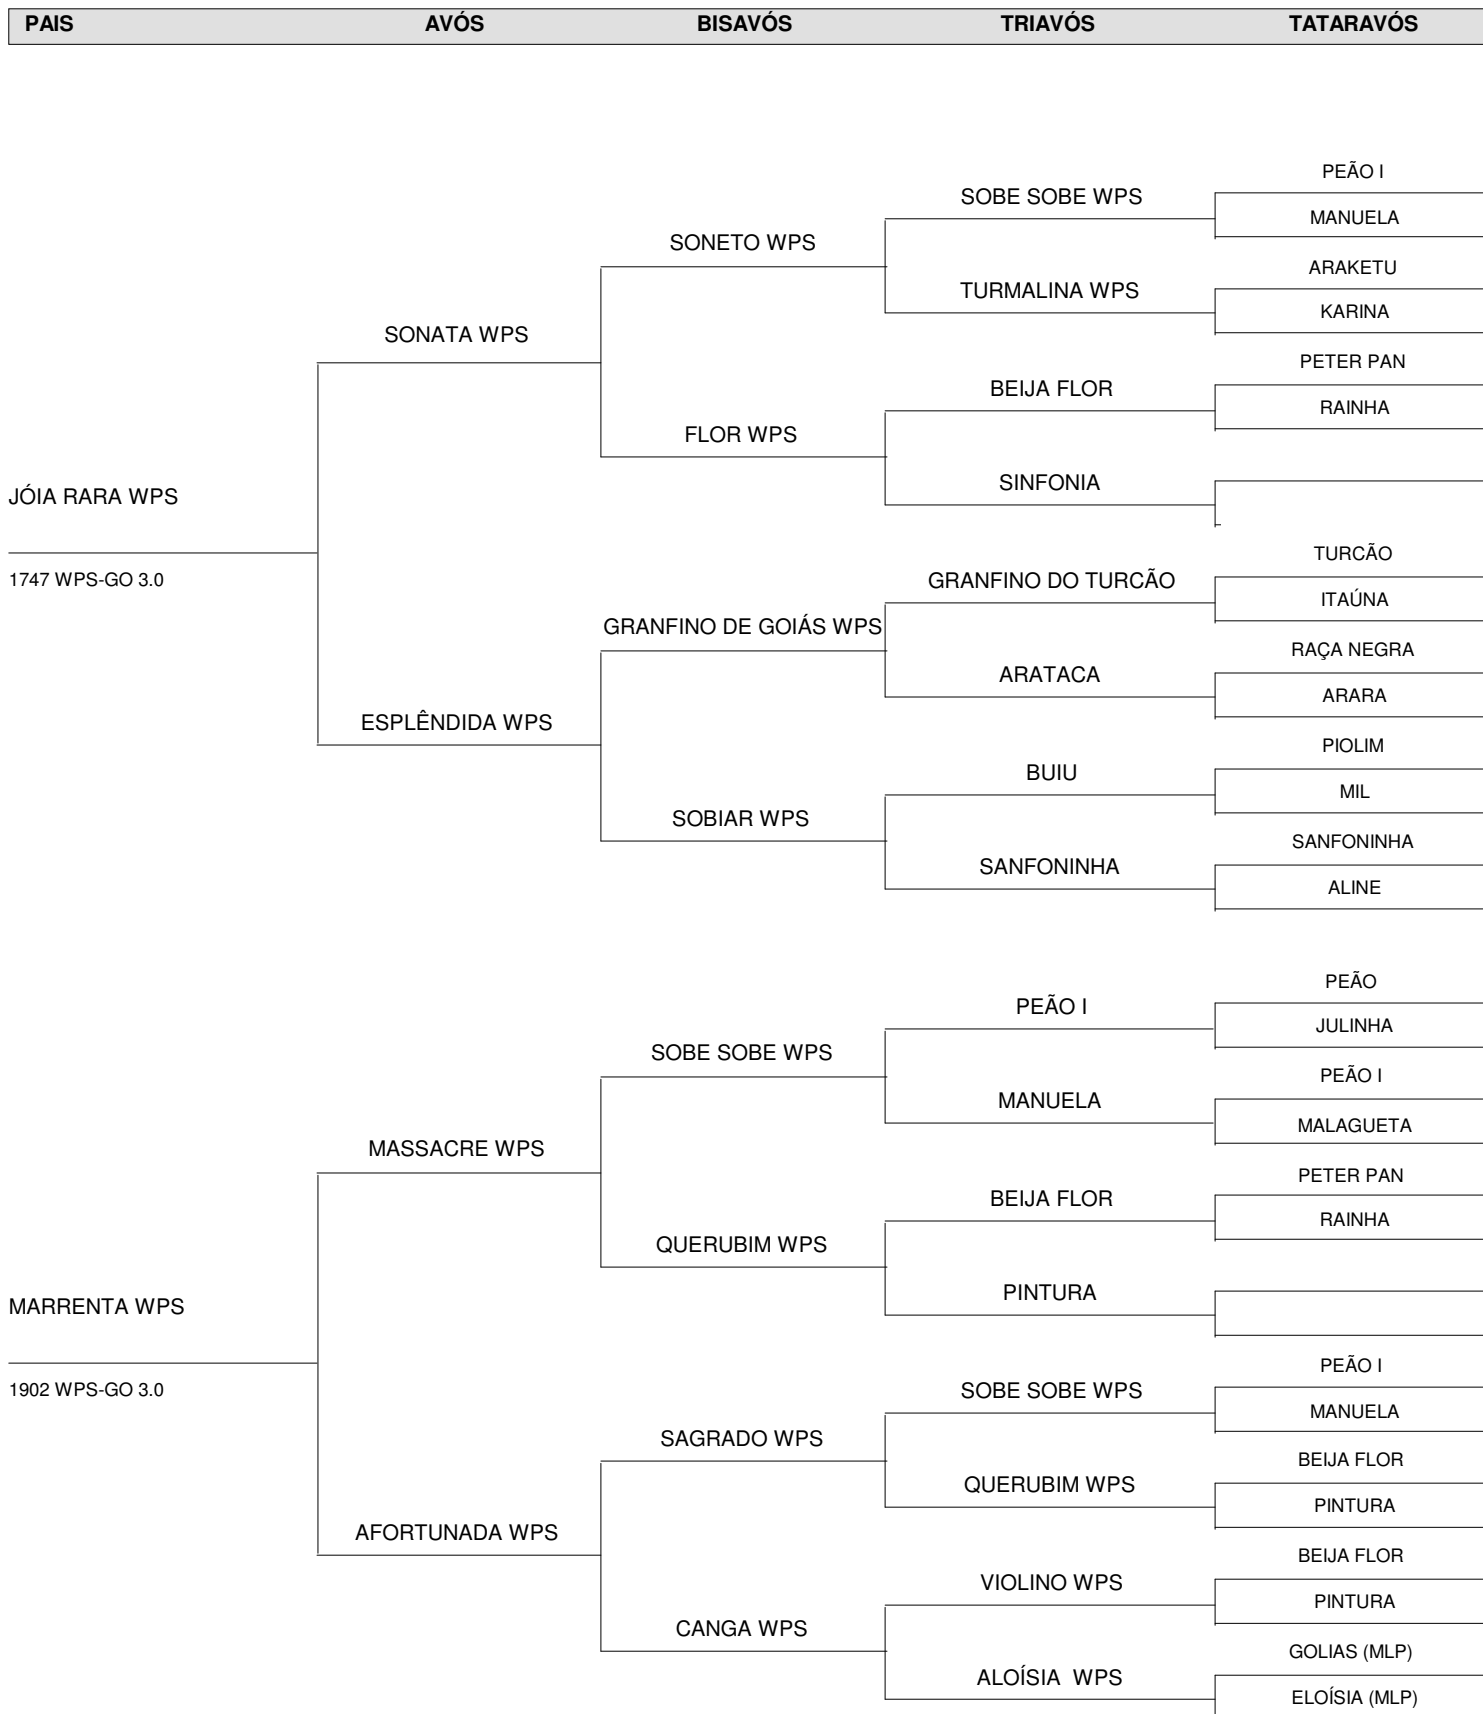 PAIS AVÓS BISAVÓS TRIAVÓS TATARAVÓS
PEÃO I
SOBE SOBE WPS
MANUELA
SONETO WPS
ARAKETU
TURMALINA WPS
KARINA
SONATA WPS
PETER PAN
BEIJA FLOR
RAINHA
FLOR WPS
SINFONIA
JÓIA RARA WPS
TURCÃO
1747 WPS-GO 3.0
GRANFINO DO TURCÃO
ITAÚNA
GRANFINO DE GOIÁS WPS
RAÇA NEGRA
ARATACA
ARARA
ESPLÊNDIDA WPS
PIOLIM
BUIU
MIL
SOBIAR WPS
SANFONINHA
SANFONINHA
ALINE
PEÃO
PEÃO I
JULINHA
SOBE SOBE WPS
PEÃO I
MANUELA
MALAGUETA
MASSACRE WPS
PETER PAN
BEIJA FLOR
RAINHA
QUERUBIM WPS
PINTURA
MARRENTA WPS
PEÃO I
1902 WPS-GO 3.0
SOBE SOBE WPS
MANUELA
SAGRADO WPS
BEIJA FLOR
QUERUBIM WPS
PINTURA
AFORTUNADA WPS
BEIJA FLOR
VIOLINO WPS
PINTURA
CANGA WPS
GOLIAS (MLP)
ALOÍSIA WPS
ELOÍSIA (MLP)